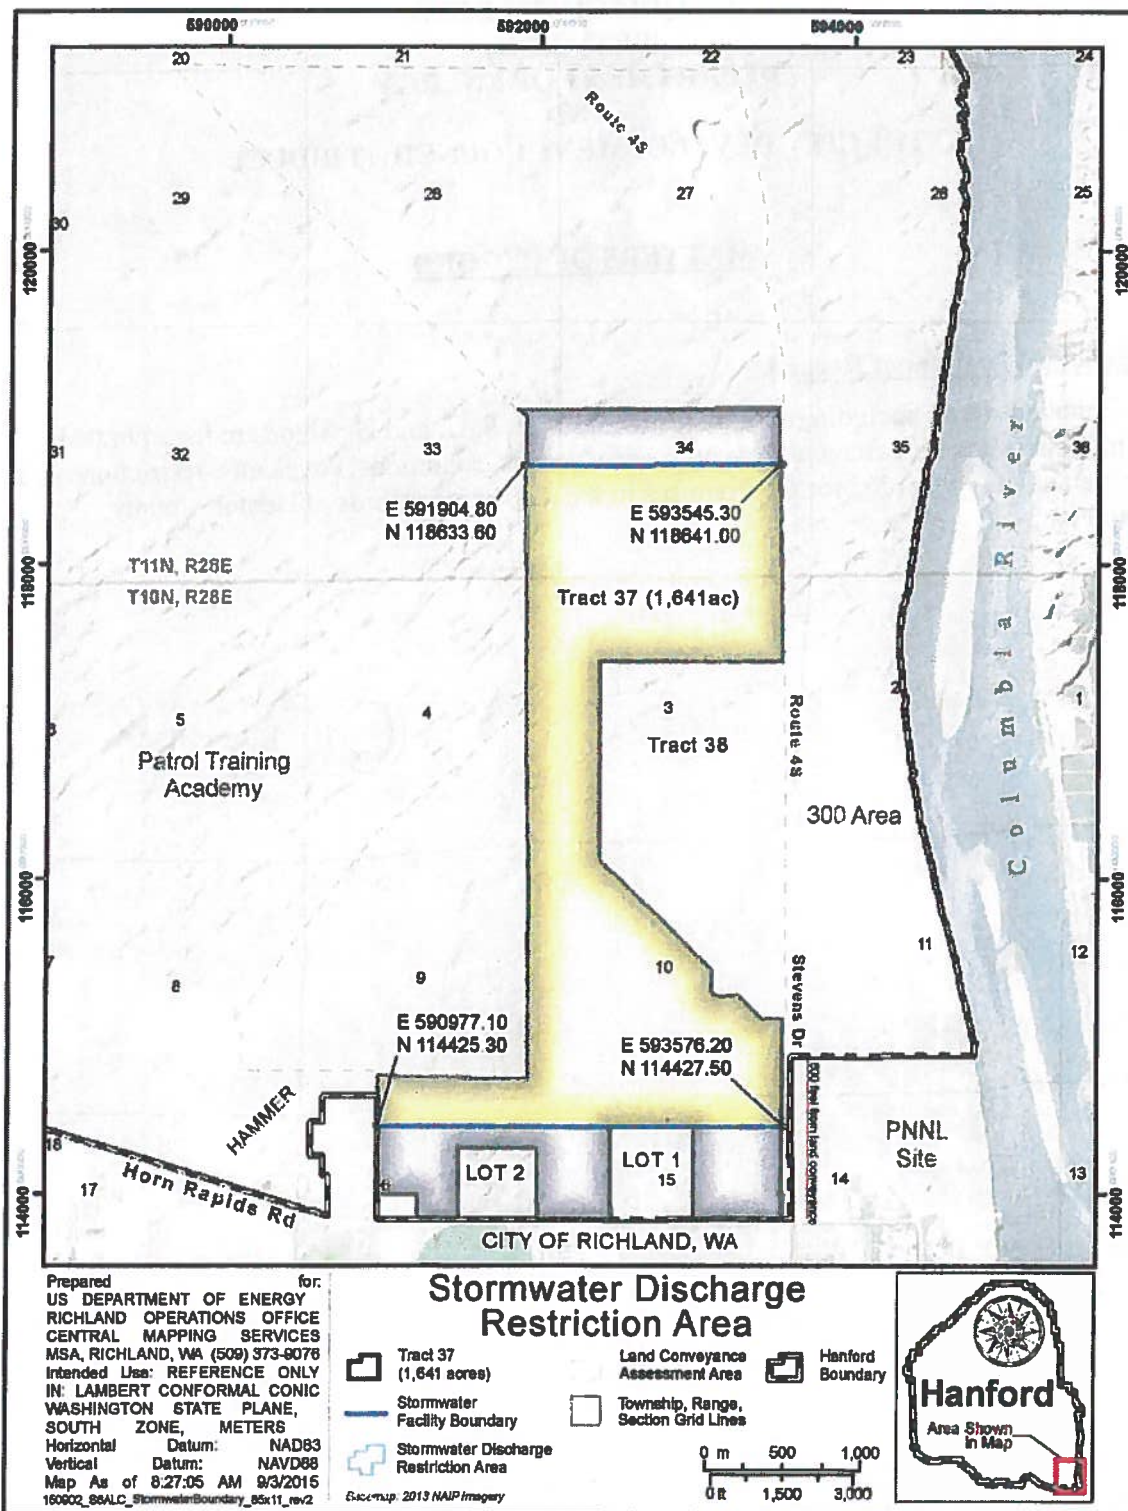 590000
592000
594000
20
21
22
23
24
Route 4S
29
28
27
26
25
30
120000
120000
31
32
33
34
35
36
E 591904.80
N 118633.60
E 593545.30
N 118641.00
T11N, R28E
T10N, R28E
118000
118000
Tract 37 (1,641ac)
Columbia River
5
4
3
2
1
Tract 38
Route 4S
Patrol Training
Academy
300 Area
116000
116000
7
8
9
10
11
12
Stevens Dr
E 590977.10
N 114425.30
E 593576.20
N 114427.50
HAMMER
Horn Rapids Rd
18
17
LOT 2
LOT 1
15
14
13
500 feet from land conveyance
PNNL
Site
114000
114000
CITY OF RICHLAND, WA
Prepared for:
US DEPARTMENT OF ENERGY
RICHLAND OPERATIONS OFFICE
CENTRAL MAPPING SERVICES
MSA, RICHLAND, WA (509) 373-9076
Intended Use: REFERENCE ONLY
IN: LAMBERT CONFORMAL CONIC
WASHINGTON STATE PLANE,
SOUTH ZONE, METERS
Horizontal Datum: NAD83
Vertical Datum: NAVD88
Map As of 8:27:05 AM 9/3/2015
Stormwater Discharge
Restriction Area
Tract 37
(1,641 acres)
Land Conveyance
Assessment Area
Hanford
Boundary
Stormwater
Facility Boundary
Township, Range,
Section Grid Lines
Stormwater Discharge
Restriction Area
Basemap: 2013 NAIP Imagery
0 m 500 1,000
0 ft 1,500 3,000
Hanford
Area Shown
In Map